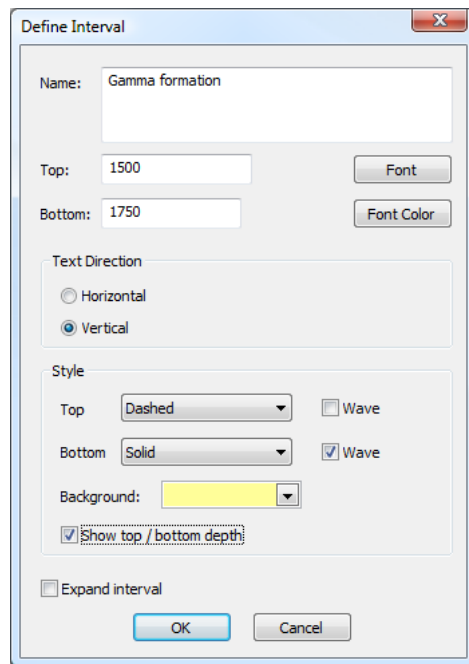 Define Interval
Name: Gamma formation
Top: 1500 Font
Bottom: 1750 Font Color
Text Direction
Horizontal
Vertical
Style
Top Dashed Wave
Bottom Solid Wave
Background:
Show top / bottom depth
Expand interval
OK Cancel